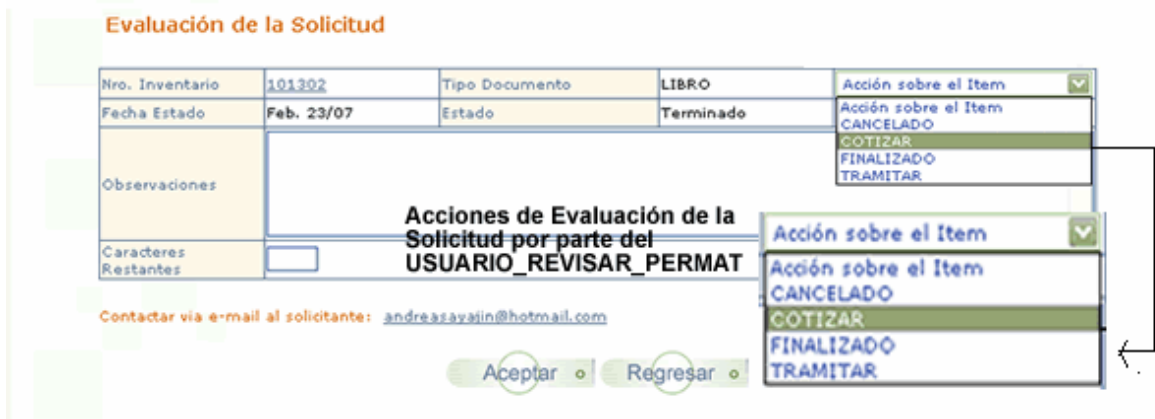 Evaluación de la Solicitud
Nro. Inventario 101302 Tipo Documento LIBRO Acción sobre el Item
Fecha Estado Feb. 23/07 Estado Terminado
Acción sobre el Item
CANCELADO
COTIZAR
FINALIZADO
TRAMITAR
Observaciones
Acciones de Evaluación de la
Solicitud por parte del
USUARIO_REVISAR_PERMAT
Caracteres
Restantes
Acción sobre el Item
Acción sobre el Item
CANCELADO
COTIZAR
FINALIZADO
TRAMITAR
Contactar via e-mail al solicitante: andreasayajin@hotmail.com
Aceptar Regresar